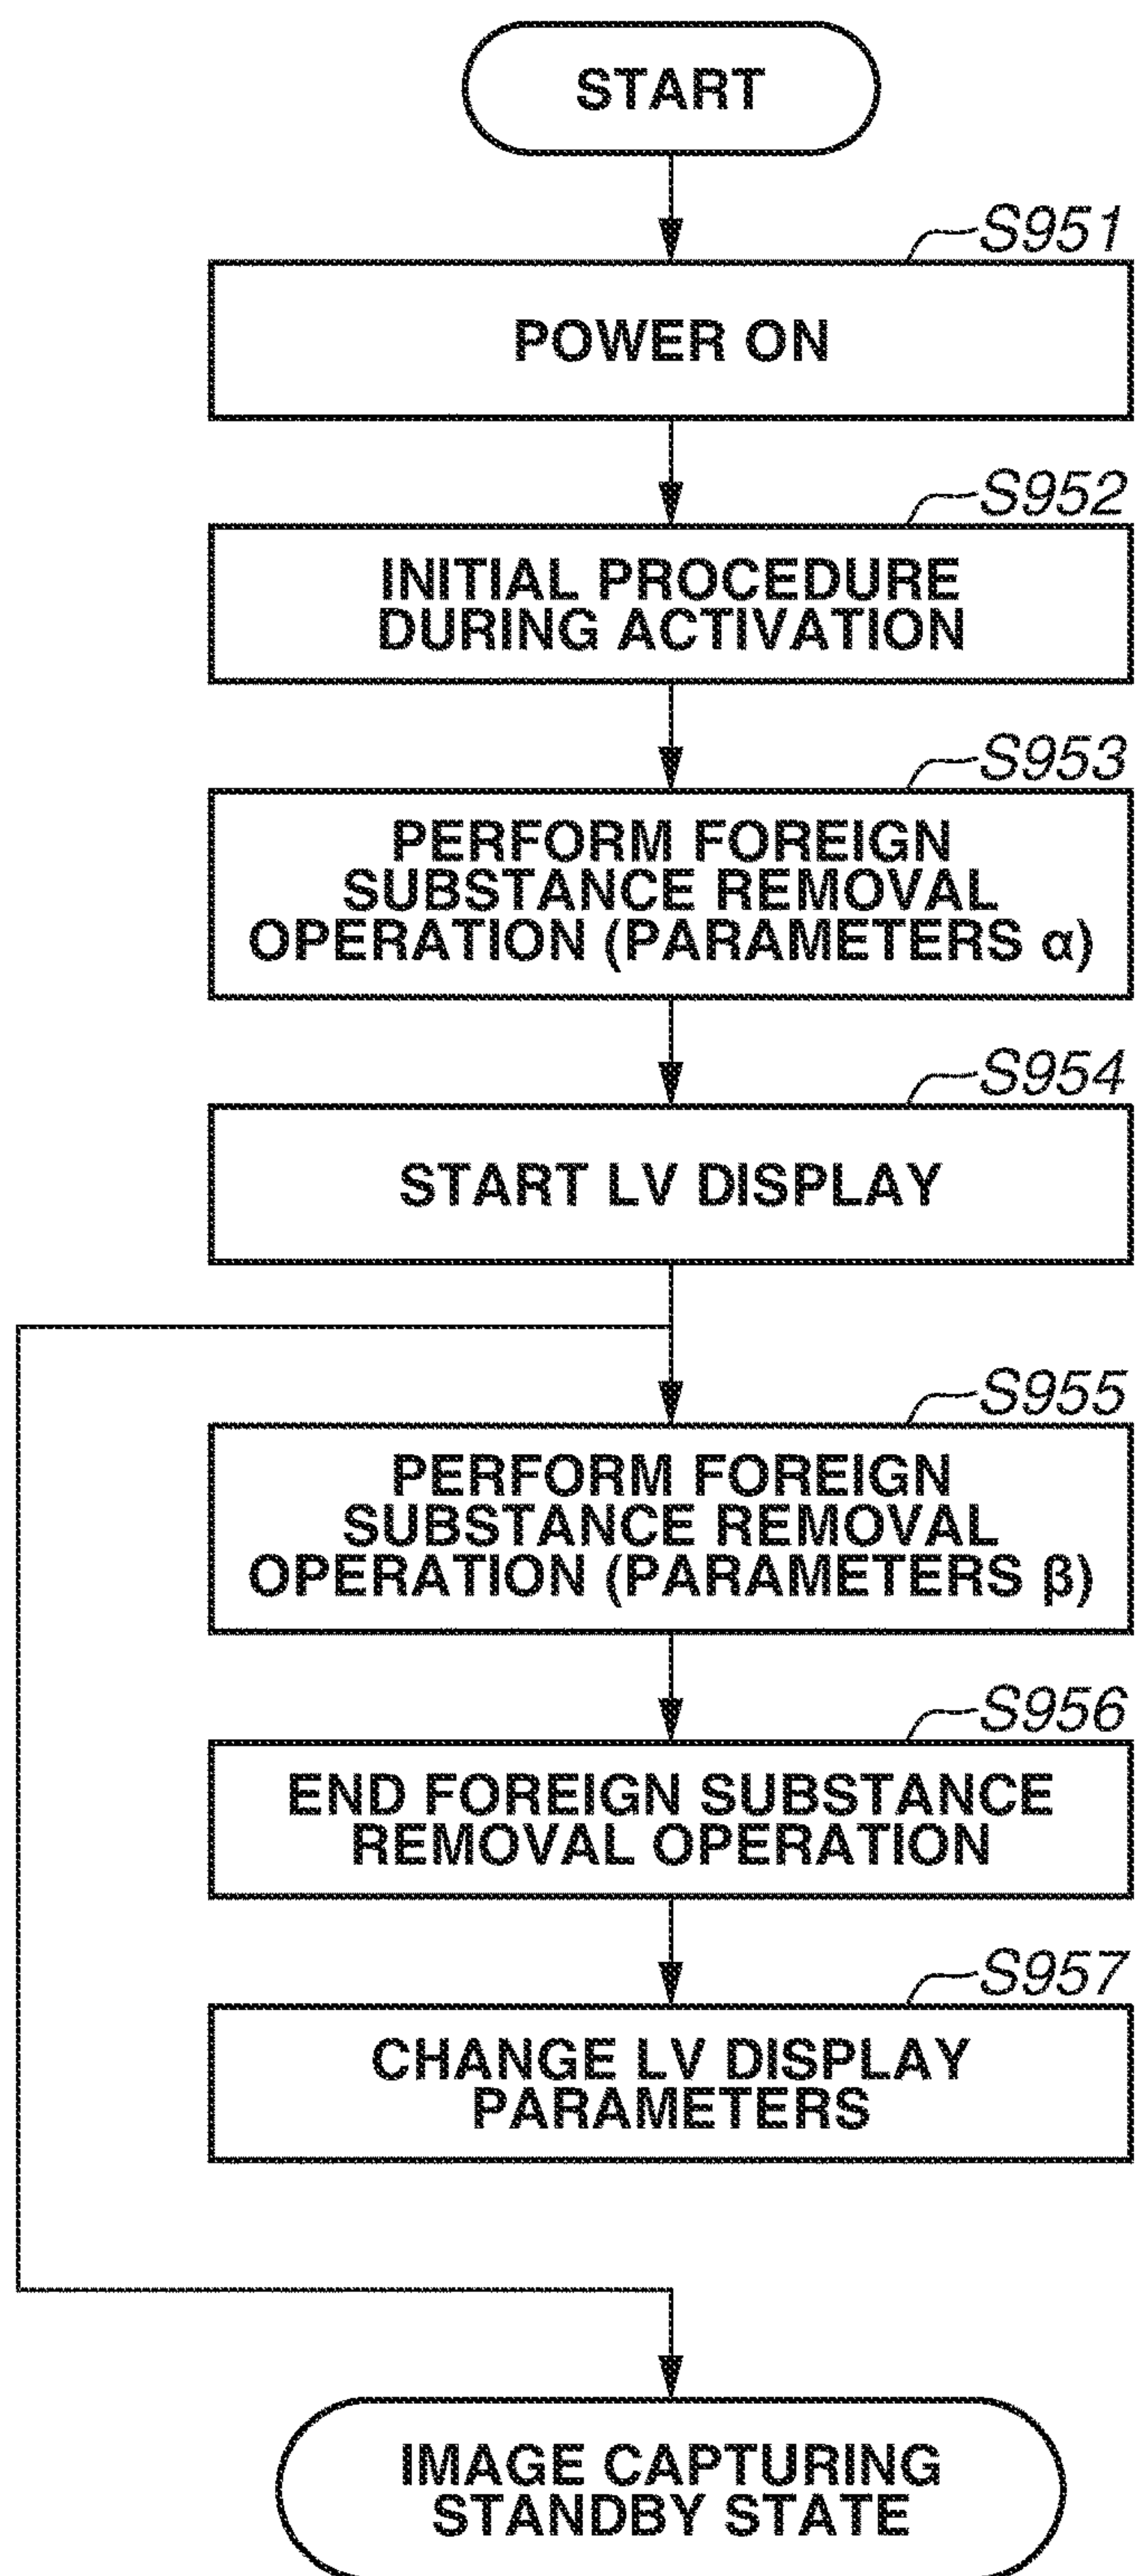 START
S951
POWER ON
S952
INITIAL PROCEDURE
DURING ACTIVATION
S953
PERFORM FOREIGN
SUBSTANCE REMOVAL
OPERATION (PARAMETERS α)
S954
START LV DISPLAY
S955
PERFORM FOREIGN
SUBSTANCE REMOVAL
OPERATION (PARAMETERS β)
S956
END FOREIGN SUBSTANCE
REMOVAL OPERATION
S957
CHANGE LV DISPLAY
PARAMETERS
IMAGE CAPTURING
STANDBY STATE